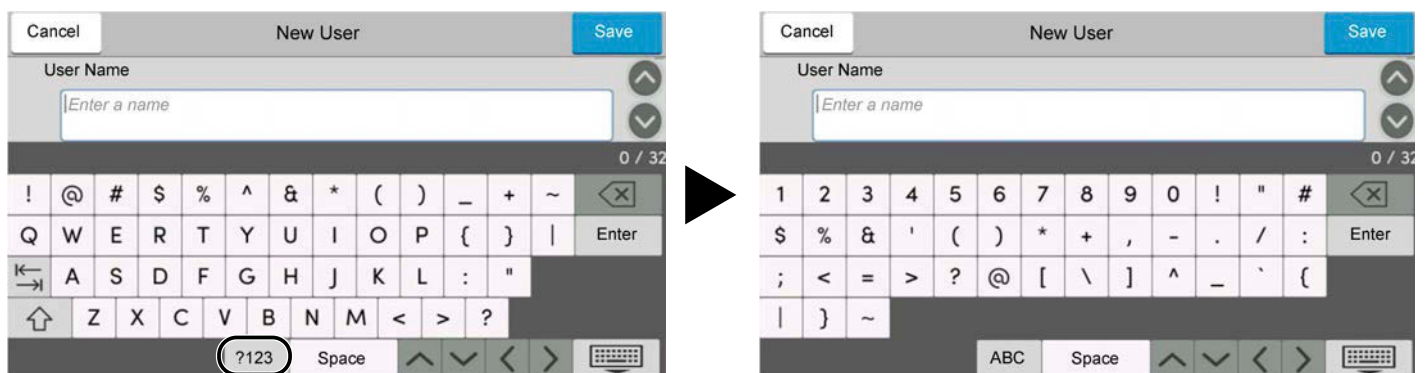 Cancel New User Save
User Name
Enter a name
0 / 32
! @ # $ % ^ & * ( ) _ + ~
Q W E R T Y U I O P { } | Enter
A S D F G H J K L : "
Z X C V B N M < > ?
?123 Space
Cancel New User Save
User Name
Enter a name
0 / 32
1 2 3 4 5 6 7 8 9 0 ! " #
$ % & ' ( ) * + , - . / : Enter
; < = > ? @ [ \ ] ^ _ ` {
| } ~
ABC Space